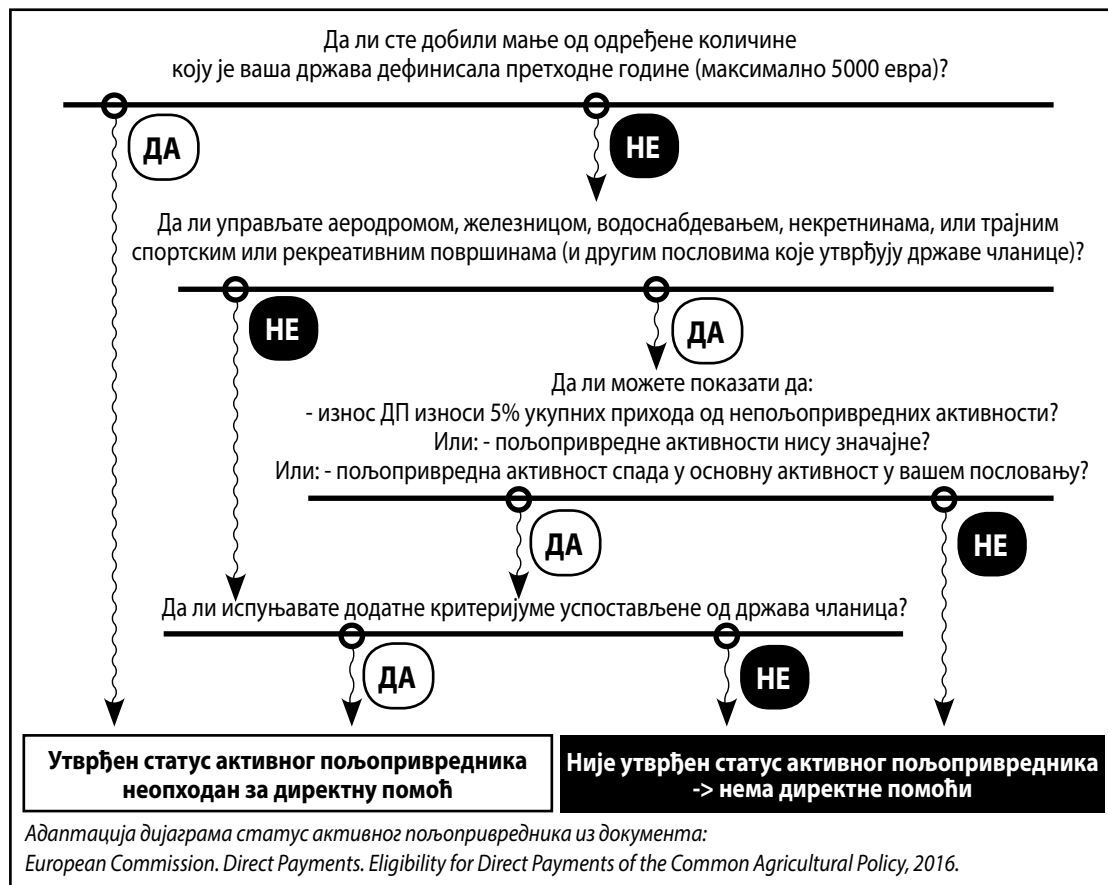 Да ли сте добили мање од одређене количине
коју је ваша држава дефинисала претходне године (максимално 5000 евра)?
ДА
НЕ
Да ли управљате аеродромом, железницом, водоснабдевањем, некретнинама, или трајним
спортским или рекреативним површинама (и другим пословима које утврђују државе чланице)?
НЕ
ДА
Да ли можете показати да:
- износ ДП износи 5% укупних прихода од непољопривредних активности?
Или: - пољопривредне активности нису значајне?
Или: - пољопривредна активност спада у основну активност у вашем пословању?
ДА
НЕ
Да ли испуњавате додатне критеријуме успостављене од држава чланица?
ДА
НЕ
Утврђен статус активног пољопривредника
неопходан за директну помоћ
Није утврђен статус активног пољопривредника
-> нема директне помоћи
Адаптација дијаграма статус активног пољопривредника из документа:
European Commission. Direct Payments. Eligibility for Direct Payments of the Common Agricultural Policy, 2016.